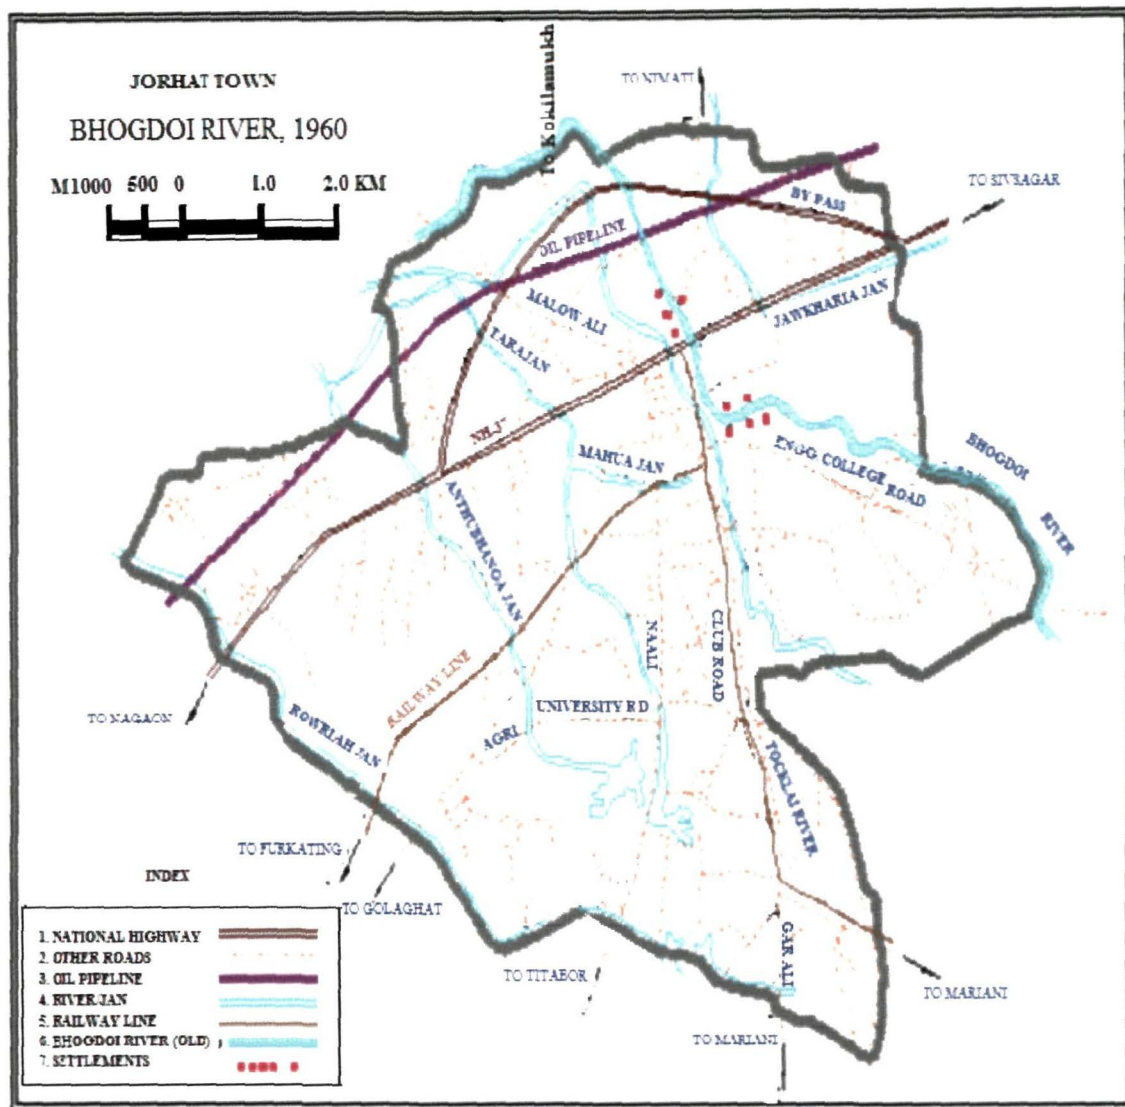 JORHAT TOWN
BHOGDOI RIVER, 1960
M1000 500 0 1.0 2.0 KM
To Kokilamukh
TO NIMATI
TO SIVSAGAR
BY PASS
OIL PIPELINE
MALOW ALI
TARAJAN
JAWKHARIA JAN
NH-37
MAHUA JAN
ENGG. COLLEGE ROAD
BHOGDOI
RIVER
NAALI
CLUB ROAD
UNIVERSITY RD
AGRI
RAILWAY LINE
ROWRIAH JAN
TO NAGAON
TOCKLAI RIVER
TO FURKATING
TO GOLAGHAT
TO TITABOR
GAR ALI
TO MARIANI
TO MARIANI
INDEX
1. NATIONAL HIGHWAY
2. OTHER ROADS
3. OIL PIPELINE
4. RIVER/JAN
5. RAILWAY LINE
6. BHOGDOI RIVER (OLD)
7. SETTLEMENTS